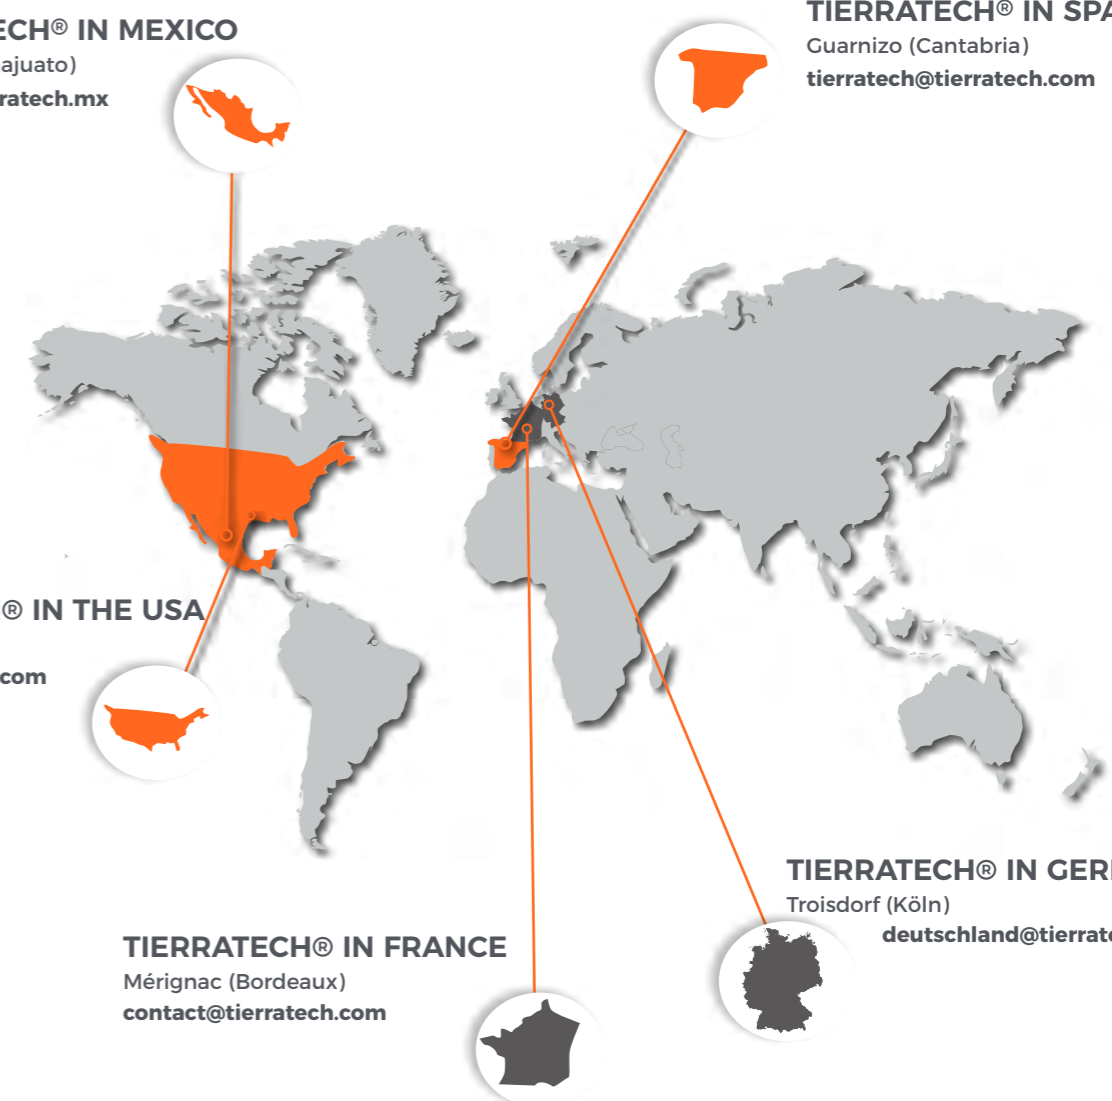 ECH® IN MEXICO
ajuato)
ratech.mx
TIERRATECH® IN SPA
Guarnizo (Cantabria)
tierratech@tierratech.com
® IN THE USA
com
TIERRATECH® IN GER
Troisdorf (Köln)
deutschland@tierrate
TIERRATECH® IN FRANCE
Mérignac (Bordeaux)
contact@tierratech.com